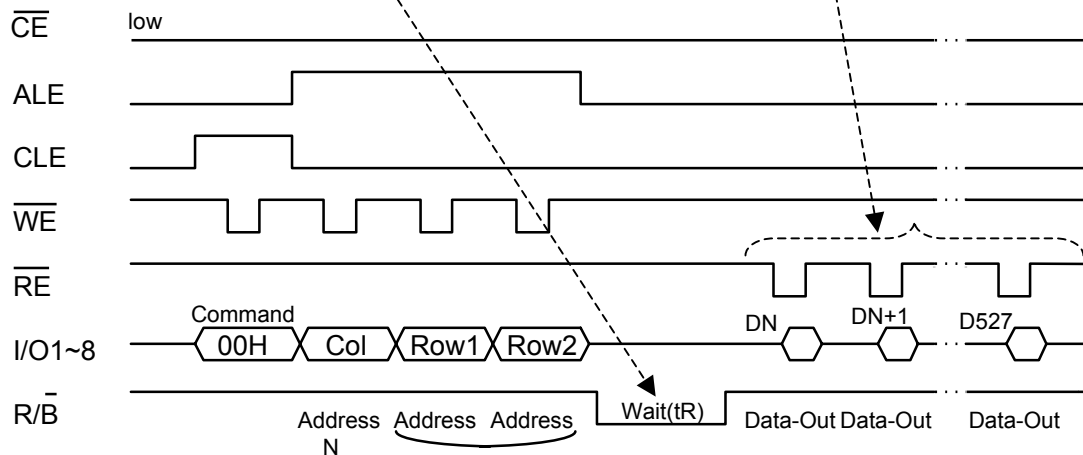 CE low
ALE
CLE
WE
RE
Command DN DN+1 D527
I/O1~8 00H Col Row1 Row2
R/B Wait(tR)
Address Address Address Data-Out Data-Out Data-Out
N